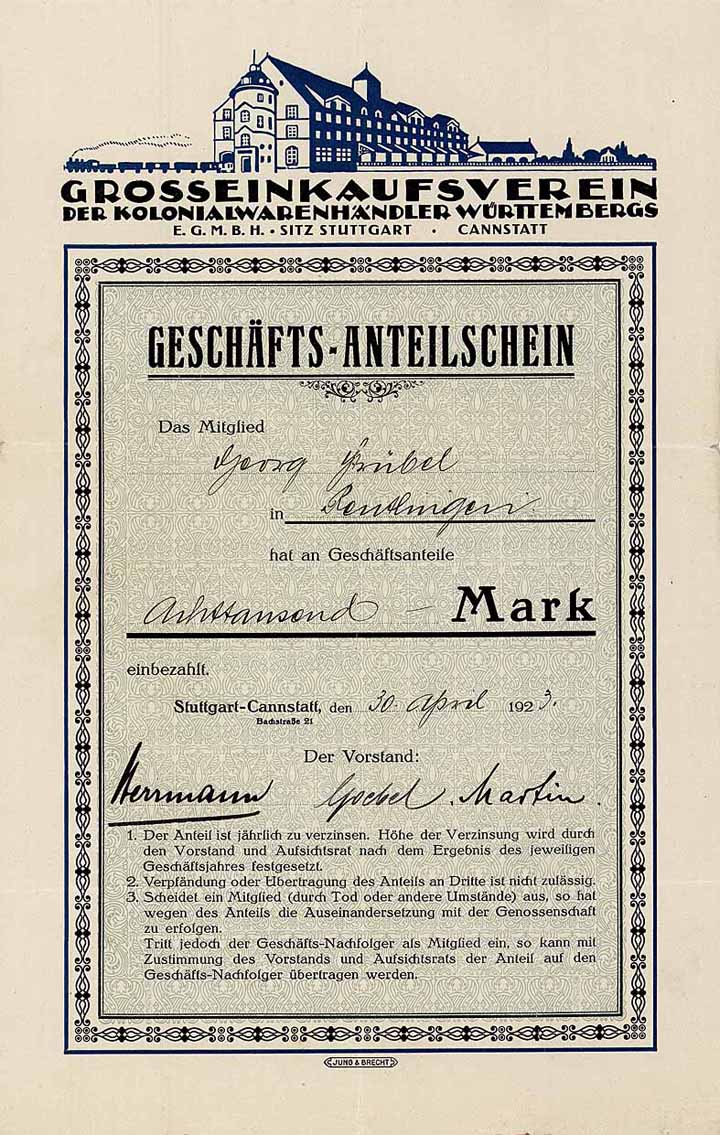 GROSSEINKAUFSVEREIN
DER KOLONIALWARENHÄNDLER WÜRTTEMBERGS
E.G.M.B.H. · SITZ STUTTGART · CANNSTATT
GESCHÄFTS-ANTEILSCHEIN
Das Mitglied
Georg Grübel
in Reutlingen
hat an Geschäftsanteile
Achttausend — Mark
einbezahlt.
Stuttgart-Cannstatt, den 30. April 1923.
Bachstraße 21
Der Vorstand:
Herrmann Goebel. Martin.
1. Der Anteil ist jährlich zu verzinsen. Höhe der Verzinsung wird durch
den Vorstand und Aufsichtsrat nach dem Ergebnis des jeweiligen
Geschäftsjahres festgesetzt.
2. Verpfändung oder Übertragung des Anteils an Dritte ist nicht zulässig.
3. Scheidet ein Mitglied (durch Tod oder andere Umstände) aus, so hat
wegen des Anteils die Auseinandersetzung mit der Genossenschaft
zu erfolgen.
Tritt jedoch der Geschäfts-Nachfolger als Mitglied ein, so kann mit
Zustimmung des Vorstands und Aufsichtsrats der Anteil auf den
Geschäfts-Nachfolger übertragen werden.
JUNG & BRECHT